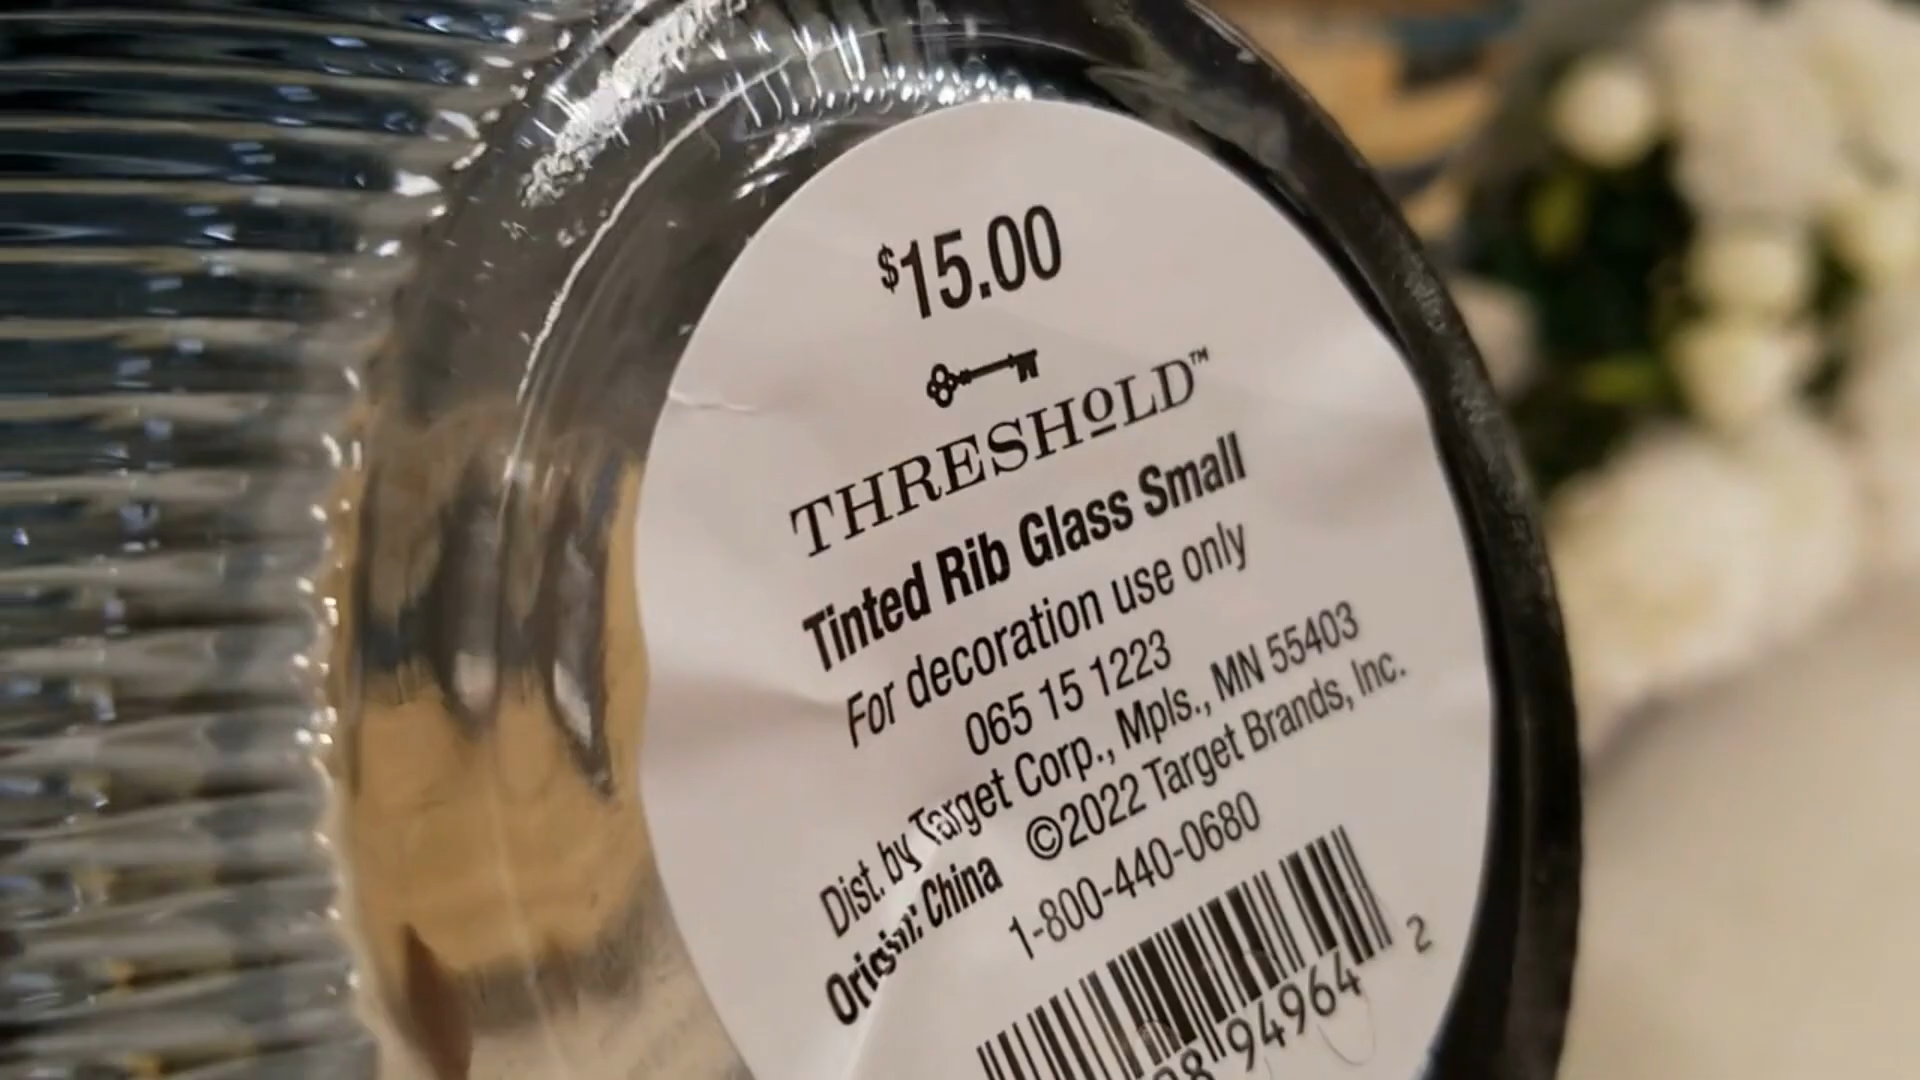 $15.00
THRESHOLD™
Tinted Rib Glass Small
For decoration use only
065 15 1223
Dist. by Target Corp., Mpls., MN 55403
Origin: China ©2022 Target Brands, Inc.
1-800-440-0680
94964 2